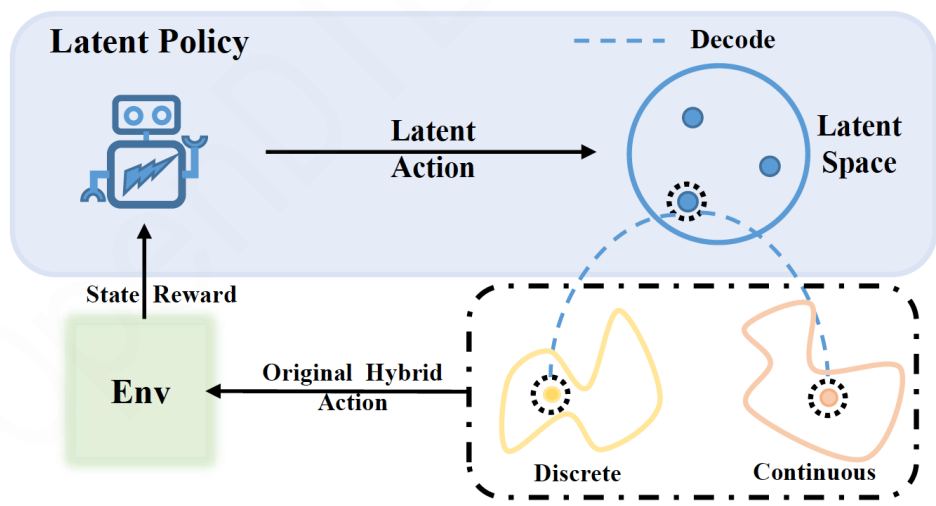 Latent Policy
Decode
Latent
Action
Latent
Space
State Reward
Env
Original Hybrid
Action
Discrete
Continuous